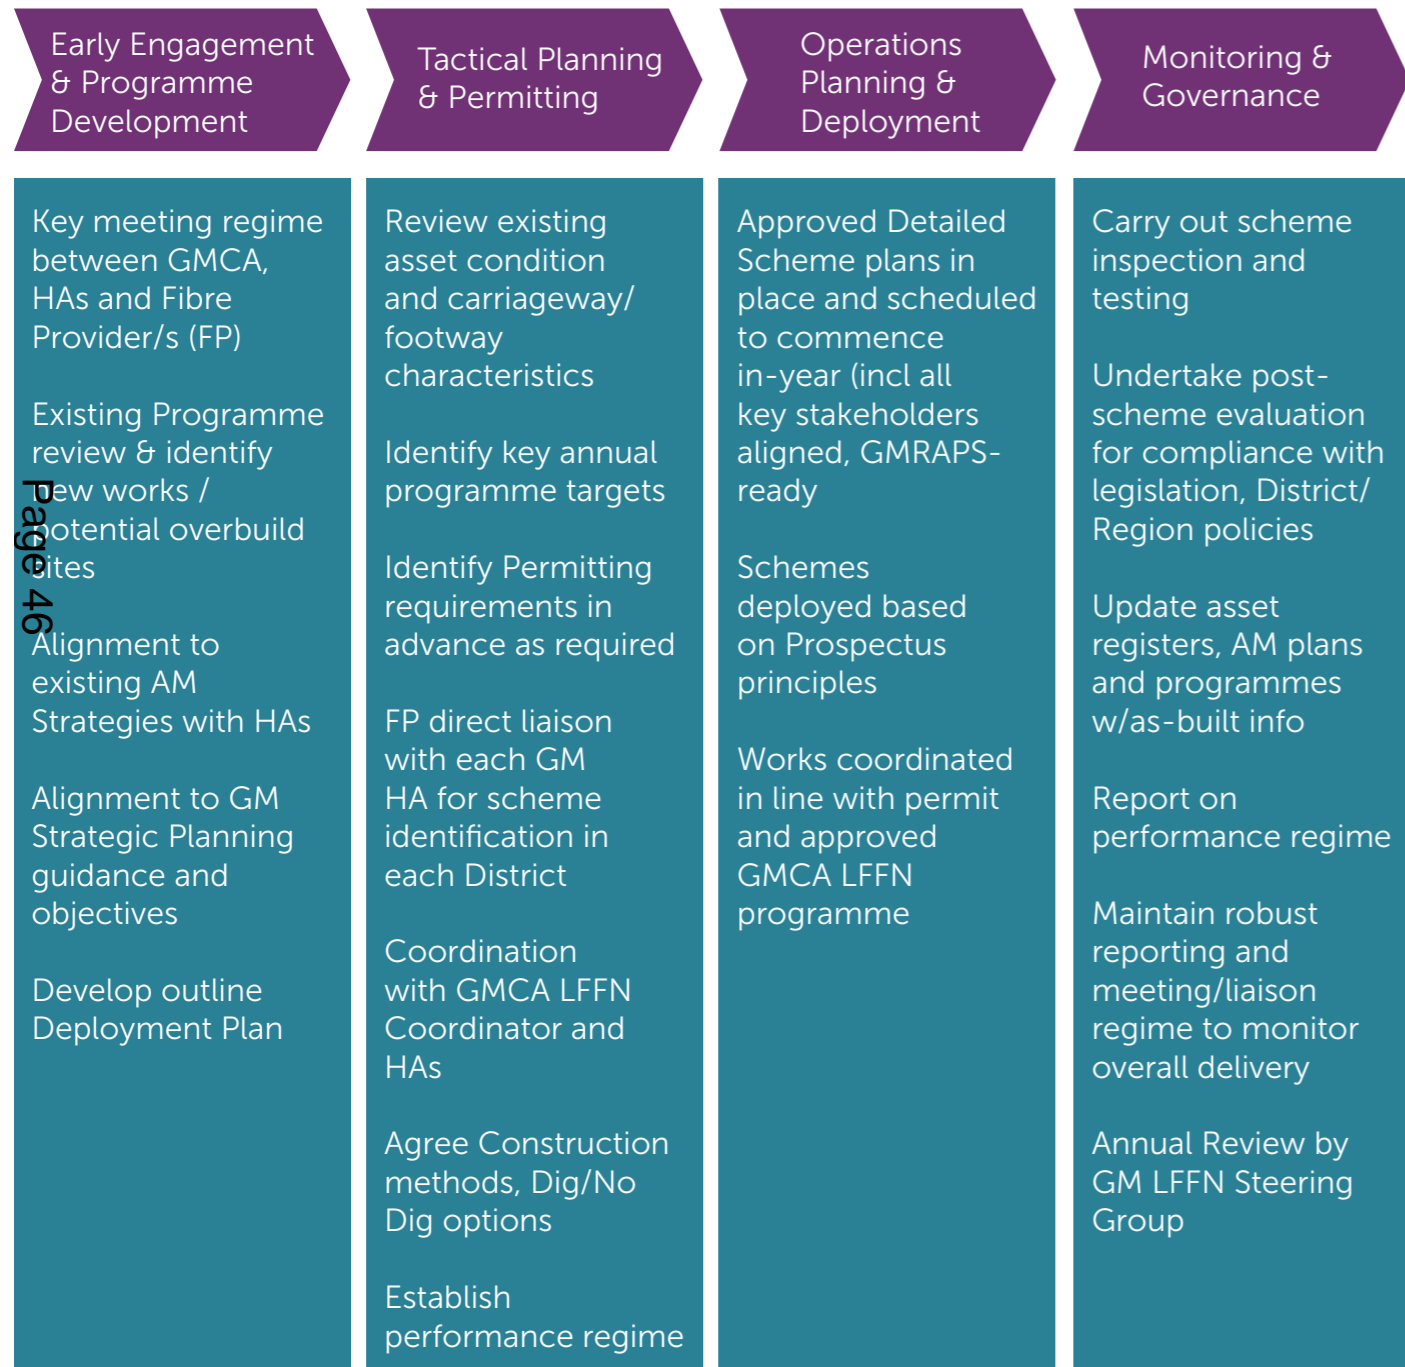 Early Engagement
& Programme
Development
Tactical Planning
& Permitting
Operations
Planning &
Deployment
Monitoring &
Governance
Key meeting regime
between GMCA,
HAs and Fibre
Provider/s (FP)
Existing Programme
review & identify
new works /
potential overbuild
sites
Alignment to
existing AM
Strategies with HAs
Alignment to GM
Strategic Planning
guidance and
objectives
Develop outline
Deployment Plan
Review existing
asset condition
and carriageway/
footway
characteristics
Identify key annual
programme targets
Identify Permitting
requirements in
advance as required
FP direct liaison
with each GM
HA for scheme
identification in
each District
Coordination
with GMCA LFFN
Coordinator and
HAs
Agree Construction
methods, Dig/No
Dig options
Establish
performance regime
Approved Detailed
Scheme plans in
place and scheduled
to commence
in-year (incl all
key stakeholders
aligned, GMRAPS-
ready
Schemes
deployed based
on Prospectus
principles
Works coordinated
in line with permit
and approved
GMCA LFFN
programme
Carry out scheme
inspection and
testing
Undertake post-
scheme evaluation
for compliance with
legislation, District/
Region policies
Update asset
registers, AM plans
and programmes
w/as-built info
Report on
performance regime
Maintain robust
reporting and
meeting/liaison
regime to monitor
overall delivery
Annual Review by
GM LFFN Steering
Group
Page 46